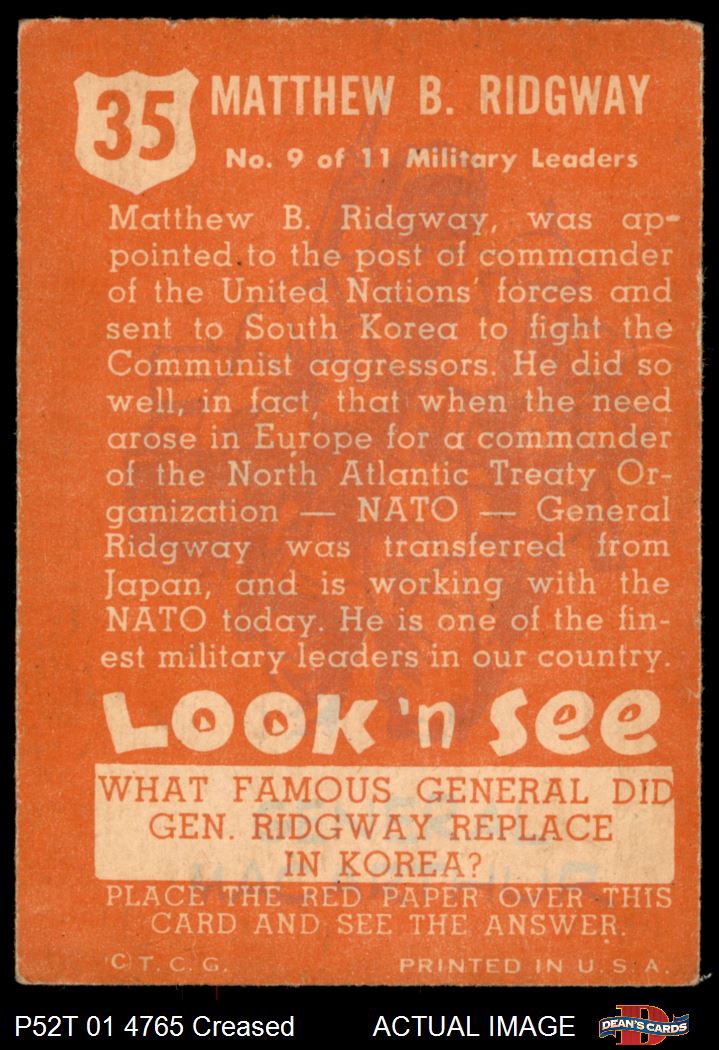 35
MATTHEW B. RIDGWAY
No. 9 of 11 Military Leaders
Matthew B. Ridgway, was ap-
pointed to the post of commander
of the United Nations' forces and
sent to South Korea to fight the
Communist aggressors. He did so
well, in fact, that when the need
arose in Europe for a commander
of the North Atlantic Treaty Or-
ganization — NATO — General
Ridgway was transferred from
Japan, and is working with the
NATO today. He is one of the fin-
est military leaders in our country.
LOOK 'n SEE
WHAT FAMOUS GENERAL DID
GEN. RIDGWAY REPLACE
IN KOREA?
PLACE THE RED PAPER OVER THIS
CARD AND SEE THE ANSWER.
© T. C. G. PRINTED IN U. S. A.
P52T 01 4765 Creased ACTUAL IMAGE D DEAN'S CARDS